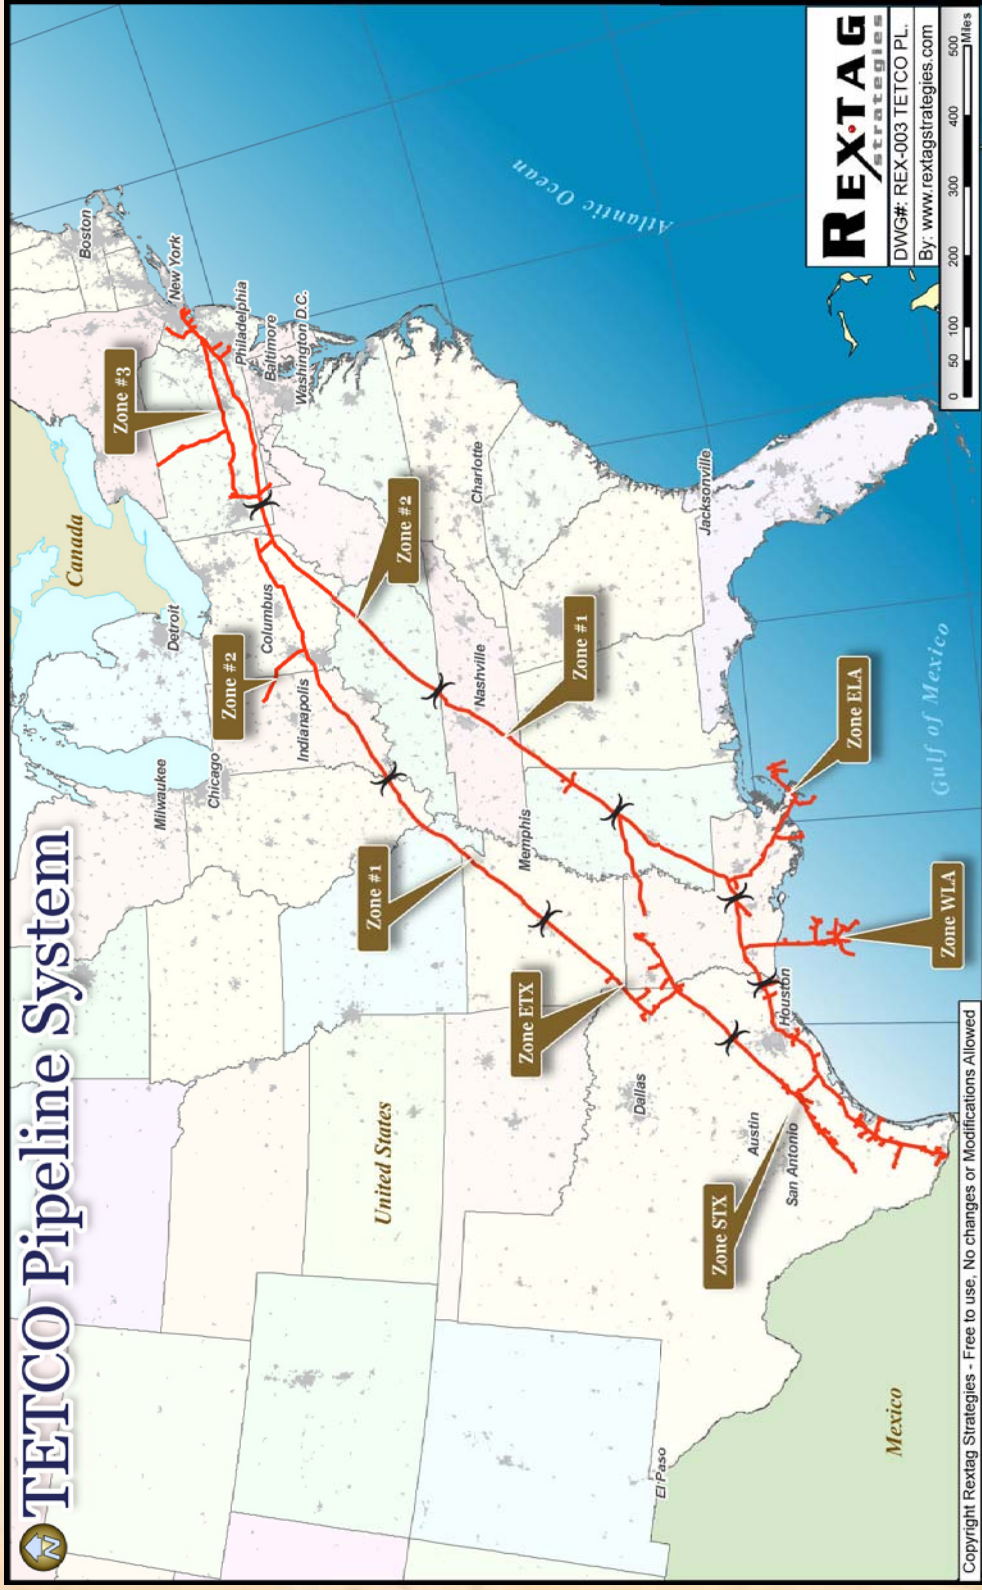 TETCO Pipeline System
N
Canada
Boston
New York
Zone #3
Philadelphia
Baltimore
Washington D.C.
Detroit
Milwaukee
Chicago
Zone #2
Columbus
Indianapolis
Zone #2
Charlotte
Atlantic Ocean
United States
Zone #1
Nashville
Zone #1
Memphis
Jacksonville
Zone ETX
Dallas
Zone ELA
El Paso
Austin
San Antonio
Houston
Zone STX
Zone WLA
Gulf of Mexico
Mexico
REXTAG
strategies
DWG#: REX-003 TETCO PL.
By: www.rextagstrategies.com
0 50 100 200 300 400 500
Miles
Copyright Rextag Strategies - Free to use, No changes or Modifications Allowed